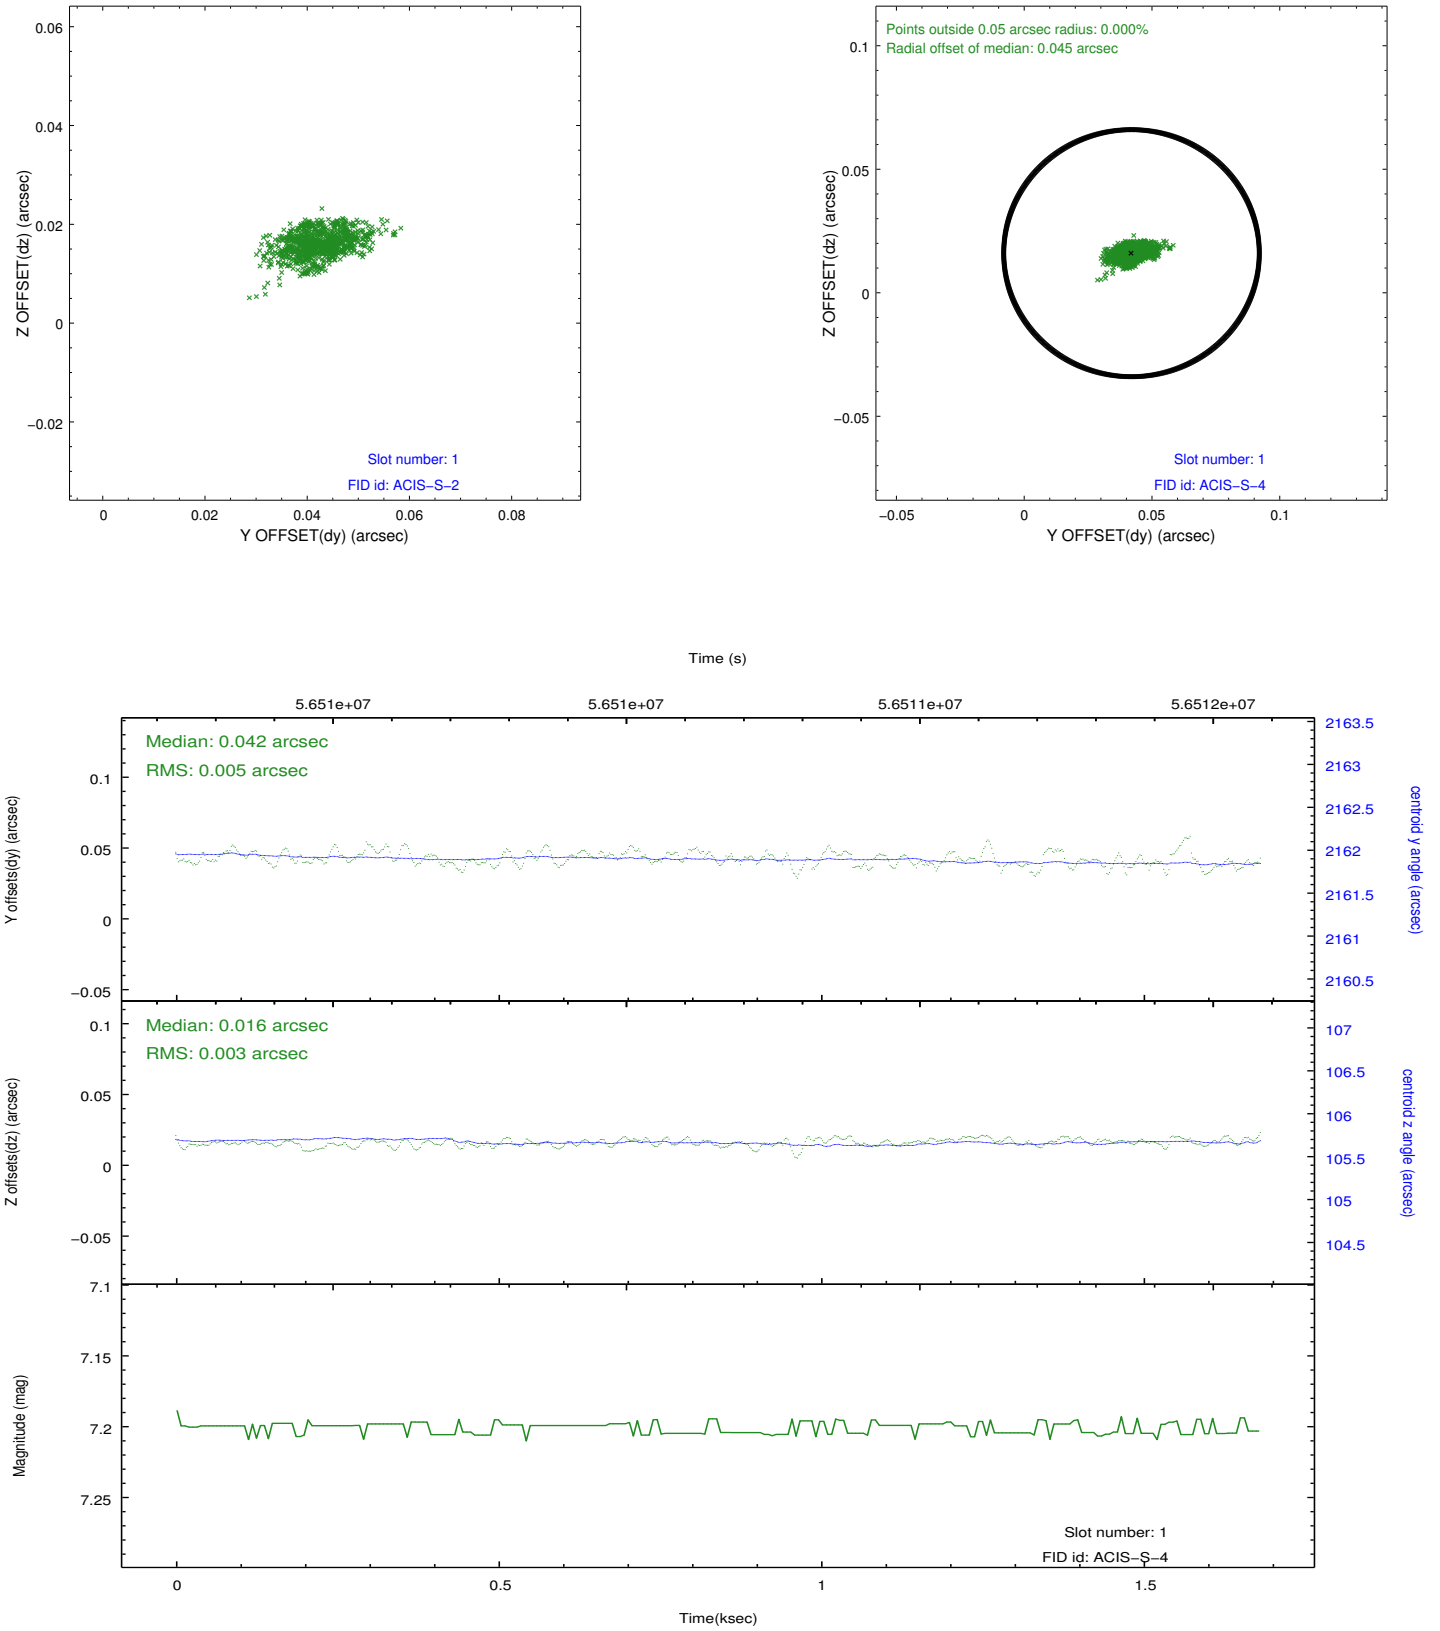 0.06
0.04
0.02
0
−0.02
Z OFFSET(dz) (arcsec)
Slot number: 1
FID id: ACIS−S−2
0
0.02
0.04
0.06
0.08
Y OFFSET(dy) (arcsec)
Points outside 0.05 arcsec radius: 0.000%
Radial offset of median: 0.045 arcsec
0.1
0.05
0
−0.05
Z OFFSET(dz) (arcsec)
Slot number: 1
FID id: ACIS−S−4
−0.05
0
0.05
0.1
Y OFFSET(dy) (arcsec)
Time (s)
5.651e+07
5.651e+07
5.6511e+07
5.6512e+07
Median: 0.042 arcsec
RMS: 0.005 arcsec
0.1
0.05
0
−0.05
Y offsets(dy) (arcsec)
2163.5
2163
2162.5
2162
2161.5
2161
2160.5
centroid y angle (arcsec)
Median: 0.016 arcsec
RMS: 0.003 arcsec
0.1
0.05
0
−0.05
Z offsets(dz) (arcsec)
107
106.5
106
105.5
105
104.5
centroid z angle (arcsec)
7.1
7.15
7.2
7.25
Magnitude (mag)
Slot number: 1
FID id: ACIS−S−4
0
0.5
1
1.5
Time(ksec)